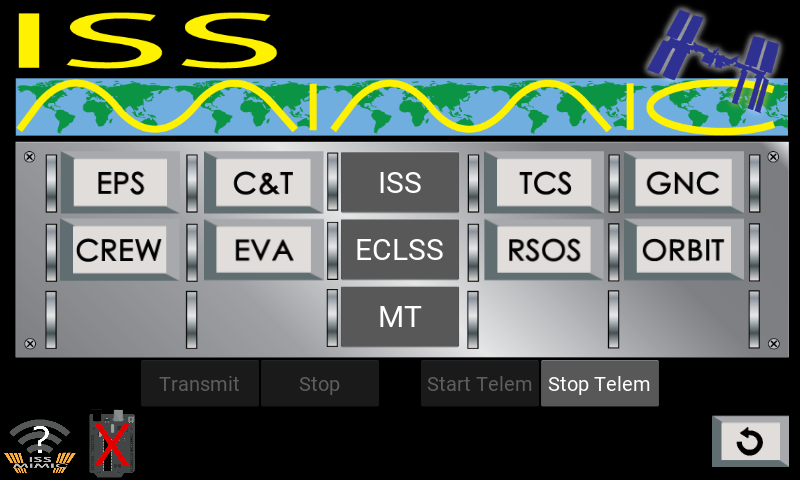 ISS
MIMIC
EPS C&T ISS TCS GNC
CREW EVA ECLSS RSOS ORBIT
MT
Transmit Stop Start Telem Stop Telem
?
ISS
MIMIC
X